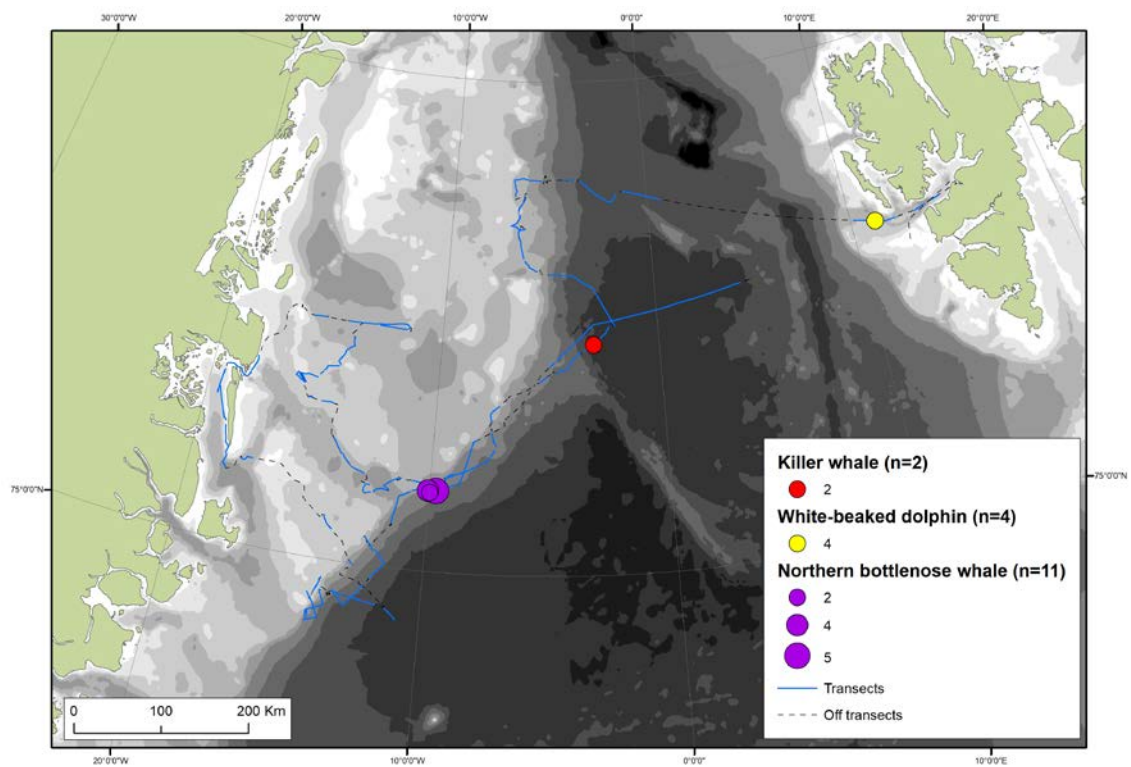 30°0'0"W 20°0'0"W 10°0'0"W 0°0'0" 10°0'0"E 20°0'0"E
75°0'0"N 75°0'0"N
Killer whale (n=2)
2
White-beaked dolphin (n=4)
4
Northern bottlenose whale (n=11)
2
4
5
Transects
Off transects
0 100 200 Km
20°0'0"W 10°0'0"W 0°0'0" 10°0'0"E